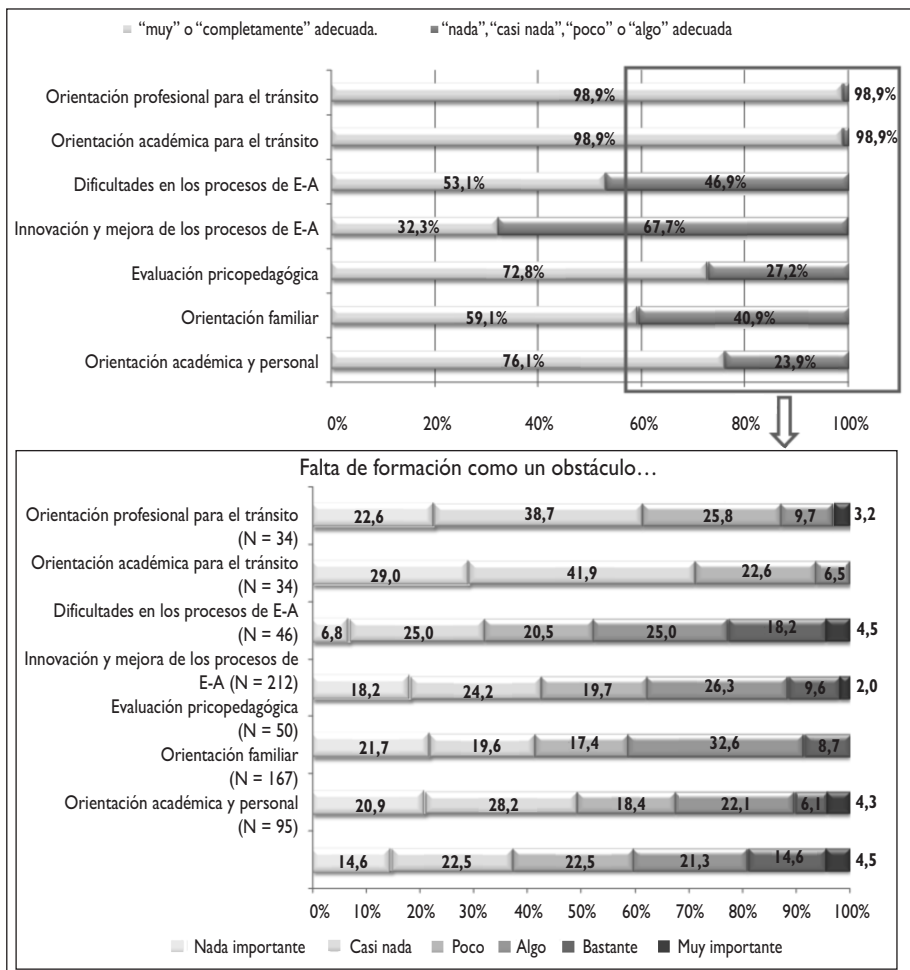 “muy” o “completamente” adecuada. “nada”, “casi nada”, “poco” o “algo” adecuada
Orientación profesional para el tránsito 98,9% 98,9%
Orientación académica para el tránsito 98,9% 98,9%
Dificultades en los procesos de E-A 53,1% 46,9%
Innovación y mejora de los procesos de E-A 32,3% 67,7%
Evaluación pricopedagógica 72,8% 27,2%
Orientación familiar 59,1% 40,9%
Orientación académica y personal 76,1% 23,9%
0% 20% 40% 60% 80% 100%
Falta de formación como un obstáculo…
Orientación profesional para el tránsito
(N = 34)
22,6 38,7 25,8 9,7 3,2
Orientación académica para el tránsito
(N = 34)
29,0 41,9 22,6 6,5
Dificultades en los procesos de E-A
(N = 46)
6,8 25,0 20,5 25,0 18,2 4,5
Innovación y mejora de los procesos de
E-A (N = 212)
18,2 24,2 19,7 26,3 9,6 2,0
Evaluación pricopedagógica
(N = 50)
21,7 19,6 17,4 32,6 8,7
Orientación familiar
(N = 167)
20,9 28,2 18,4 22,1 6,1 4,3
Orientación académica y personal
(N = 95)
14,6 22,5 22,5 21,3 14,6 4,5
0% 10% 20% 30% 40% 50% 60% 70% 80% 90% 100%
Nada importante Casi nada Poco Algo Bastante Muy importante